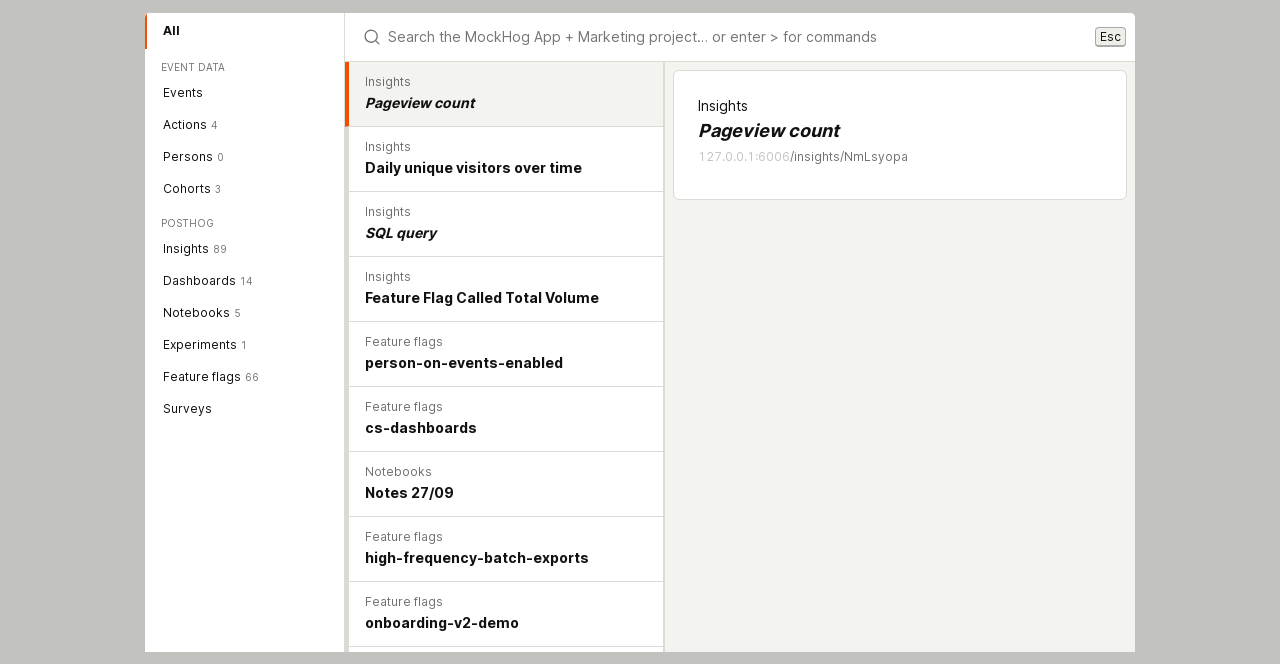 All
EVENT DATA
Events
Actions 4
Persons 0
Cohorts 3
POSTHOG
Insights 89
Dashboards 14
Notebooks 5
Experiments 1
Feature flags 66
Surveys
Search the MockHog App + Marketing project... or enter > for commands
Esc
Insights
Pageview count
Insights
Daily unique visitors over time
Insights
SQL query
Insights
Feature Flag Called Total Volume
Feature flags
person-on-events-enabled
Feature flags
cs-dashboards
Notebooks
Notes 27/09
Feature flags
high-frequency-batch-exports
Feature flags
onboarding-v2-demo
Insights
Pageview count
127.0.0.1:6006/insights/NmLsyopa